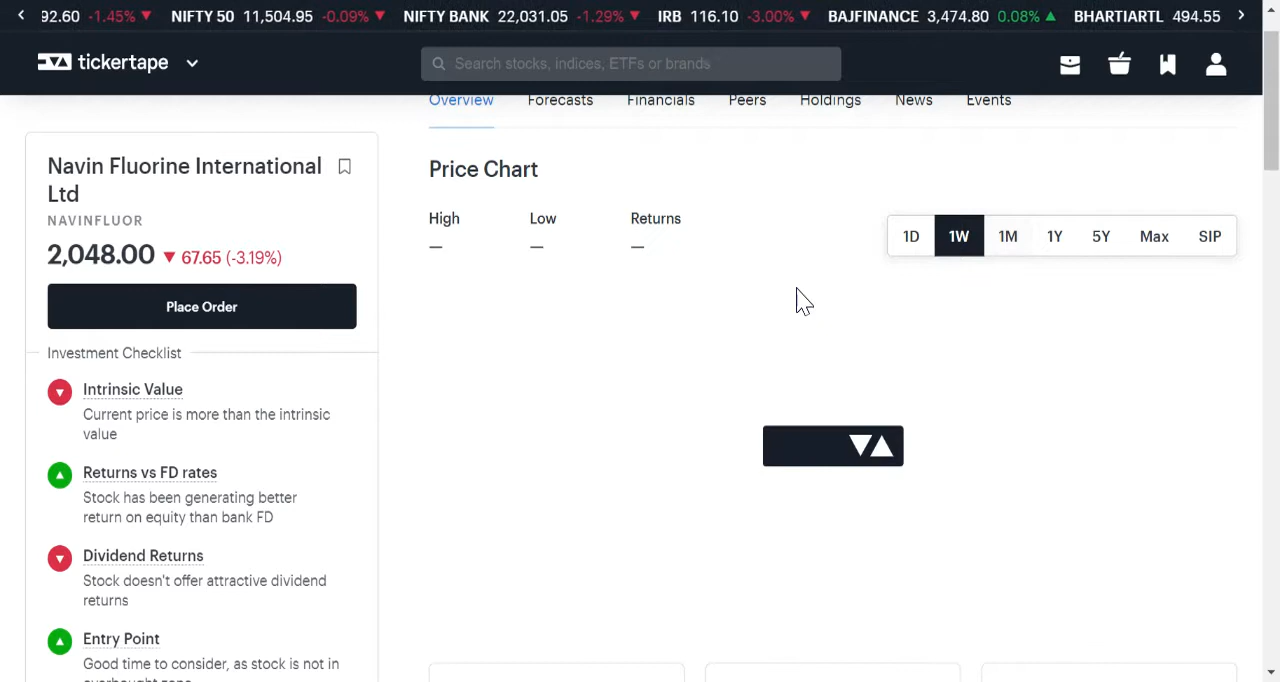 92.60 -1.45% ▼ NIFTY 50 11,504.95 -0.09% ▼ NIFTY BANK 22,031.05 -1.29% ▼ IRB 116.10 -3.00% ▼ BAJFINANCE 3,474.80 0.08% ▲ BHARTIARTL 494.55
tickertape
Search stocks, indices, ETFs or brands
Overview Forecasts Financials Peers Holdings News Events
Navin Fluorine International
Ltd
NAVINFLUOR
2,048.00 ▼ 67.65 (-3.19%)
Place Order
Investment Checklist
Intrinsic Value
Current price is more than the intrinsic
value
Returns vs FD rates
Stock has been generating better
return on equity than bank FD
Dividend Returns
Stock doesn't offer attractive dividend
returns
Entry Point
Good time to consider, as stock is not in
overbought zone
Price Chart
High Low Returns
— — —
1D 1W 1M 1Y 5Y Max SIP